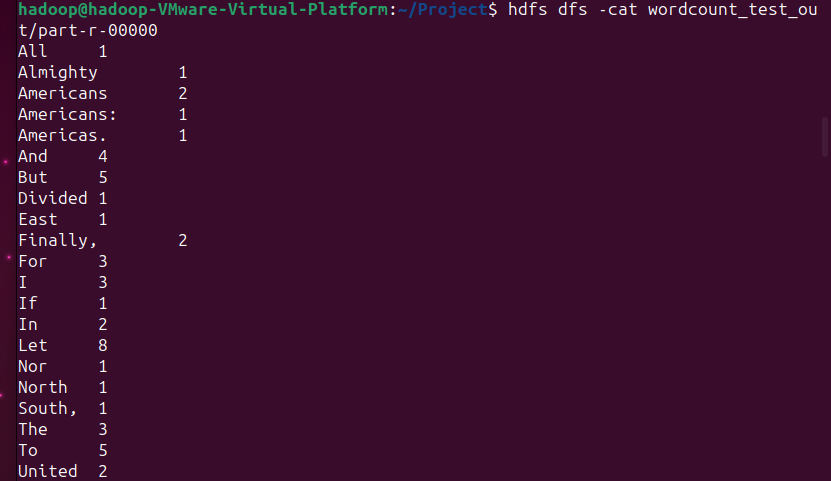 hadoop@hadoop-VMware-Virtual-Platform:~/Project$ hdfs dfs -cat wordcount_test_ou
t/part-r-00000
All 1
Almighty 1
Americans 2
Americans: 1
Americas. 1
And 4
But 5
Divided 1
East 1
Finally, 2
For 3
I 3
If 1
In 2
Let 8
Nor 1
North 1
South, 1
The 3
To 5
United 2